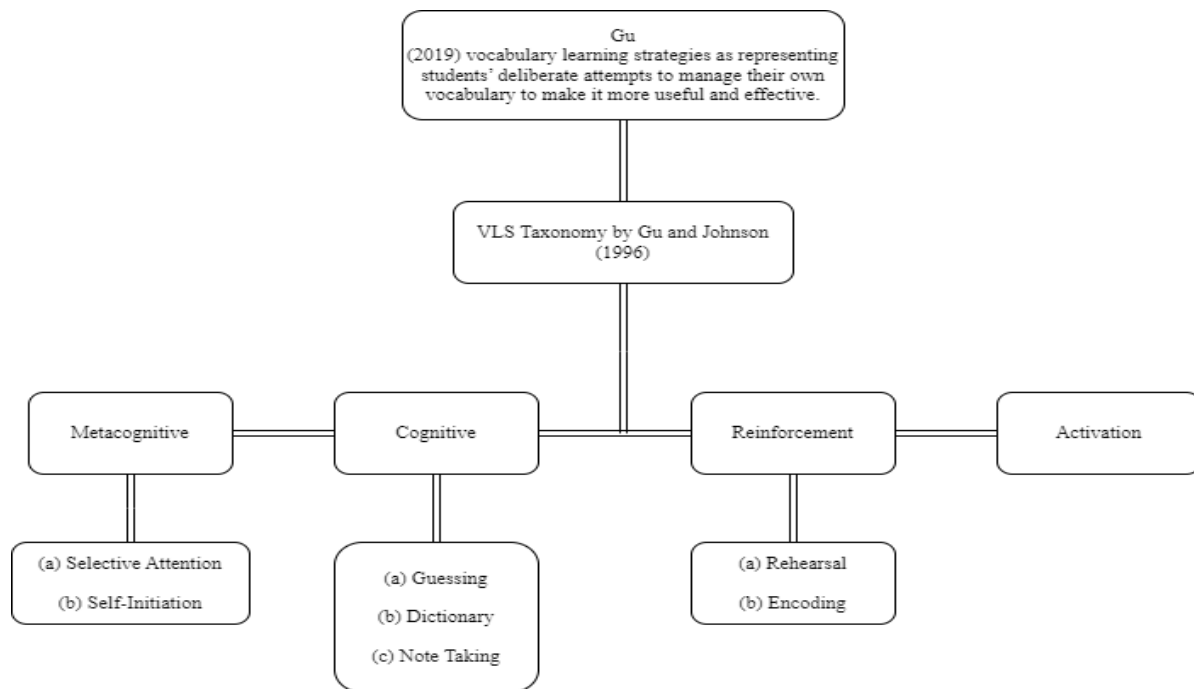 Gu
(2019) vocabulary learning strategies as representing
students’ deliberate attempts to manage their own
vocabulary to make it more useful and effective.
VLS Taxonomy by Gu and Johnson
(1996)
Metacognitive
Cognitive
Reinforcement
Activation
(a) Selective Attention
(b) Self-Initiation
(a) Guessing
(b) Dictionary
(c) Note Taking
(a) Rehearsal
(b) Encoding